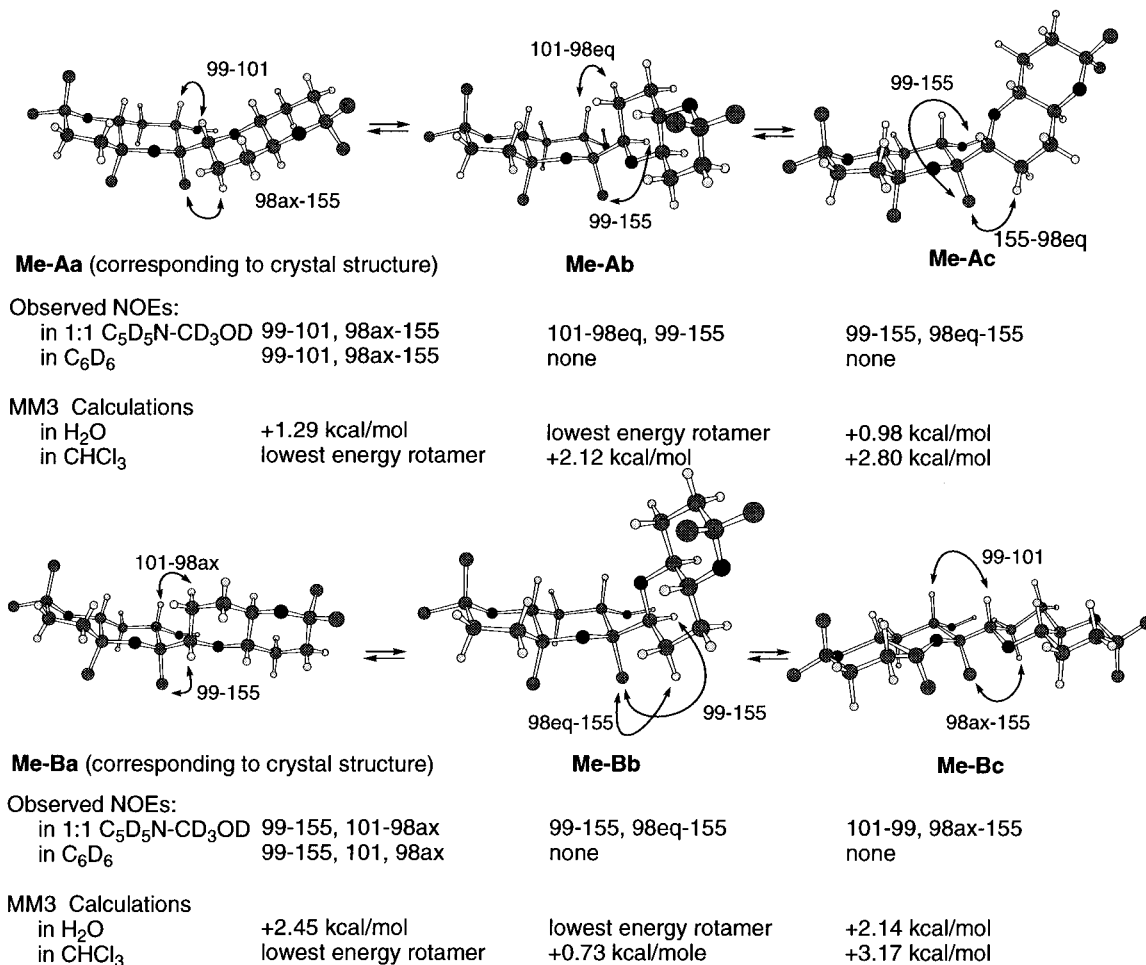 99-101
98ax-155
101-98eq
99-155
99-155
155-98eq
Me-Aa (corresponding to crystal structure) Me-Ab Me-Ac
Observed NOEs:
in 1:1 C5D5N-CD3OD 99-101, 98ax-155 101-98eq, 99-155 99-155, 98eq-155
in C6D6 99-101, 98ax-155 none none
MM3 Calculations
in H2O +1.29 kcal/mol lowest energy rotamer +0.98 kcal/mol
in CHCl3 lowest energy rotamer +2.12 kcal/mol +2.80 kcal/mol
101-98ax
99-155
98eq-155
99-155
99-101
98ax-155
Me-Ba (corresponding to crystal structure) Me-Bb Me-Bc
Observed NOEs:
in 1:1 C5D5N-CD3OD 99-155, 101-98ax 99-155, 98eq-155 101-99, 98ax-155
in C6D6 99-155, 101, 98ax none none
MM3 Calculations
in H2O +2.45 kcal/mol lowest energy rotamer +2.14 kcal/mol
in CHCl3 lowest energy rotamer +0.73 kcal/mole +3.17 kcal/mol